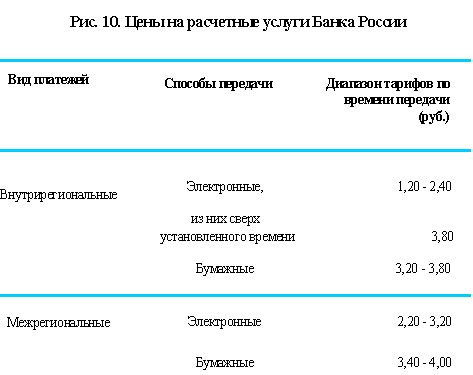 Рис. 10. Цены на расчетные услуги Банка России
Вид платежей Способы передачи Диапазон тарифов по
времени передачи
(руб.)
Внутрирегиональные Электронные, 1,20 - 2,40
из них сверх
установленного времени 3,80
Бумажные 3,20 - 3,80
Межрегиональные Электронные 2,20 - 3,20
Бумажные 3,40 - 4,00